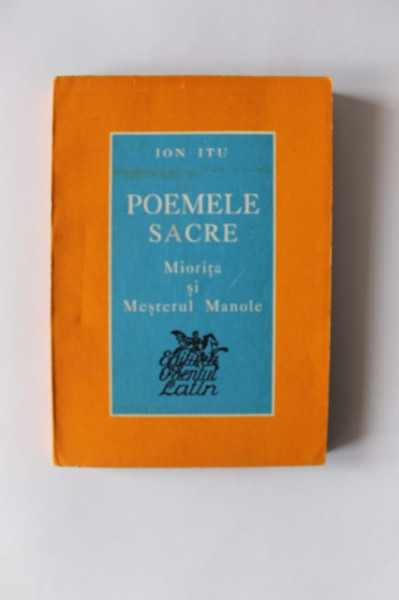 ION ITU
POEMELE
SACRE
Miorița
și
Meșterul Manole
Editura
Orientul
Latin